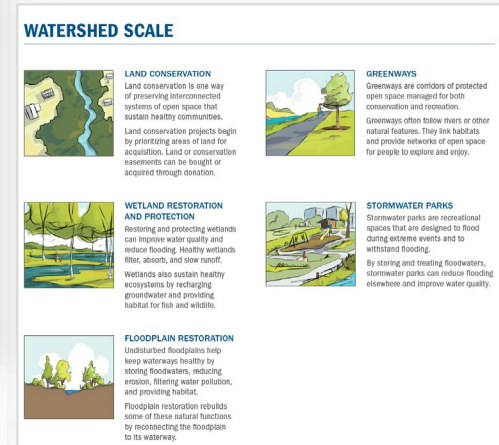 WATERSHED SCALE
LAND CONSERVATION
Land conservation is one way
of preserving interconnected
systems of open space that
sustain healthy communities.
Land conservation projects begin
by prioritizing areas of land for
acquisition. Land or conservation
easements can be bought or
acquired through donation.
GREENWAYS
Greenways are corridors of protected
open space managed for both
conservation and recreation.
Greenways often follow rivers or other
natural features. They link habitats
and provide networks of open space
for people to explore and enjoy.
WETLAND RESTORATION
AND PROTECTION
Restoring and protecting wetlands
can improve water quality and
reduce flooding. Healthy wetlands
filter, absorb, and slow runoff.
Wetlands also sustain healthy
ecosystems by recharging
groundwater and providing
habitat for fish and wildlife.
STORMWATER PARKS
Stormwater parks are recreational
spaces that are designed to flood
during extreme events and to
withstand flooding.
By storing and treating floodwaters,
stormwater parks can reduce flooding
elsewhere and improve water quality.
FLOODPLAIN RESTORATION
Undisturbed floodplains help
keep waterways healthy by
storing floodwaters, reducing
erosion, filtering water pollution,
and providing habitat.
Floodplain restoration rebuilds
some of these natural functions
by reconnecting the floodplain
to its waterway.